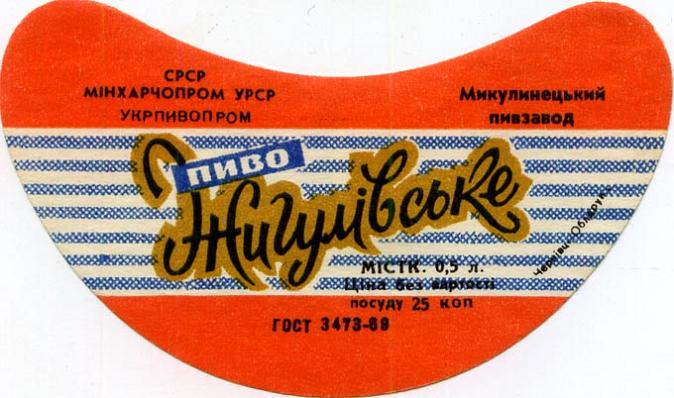 СРСР
МІНХАРЧОПРОМ УРСР
УКРПИВОПРОМ
Микулинецький
пивзавод
ПИВО
Жигулівське
МІСТК. 0,5 л.
Ціна без вартості
посуду 25 коп
ГОСТ 3473-69